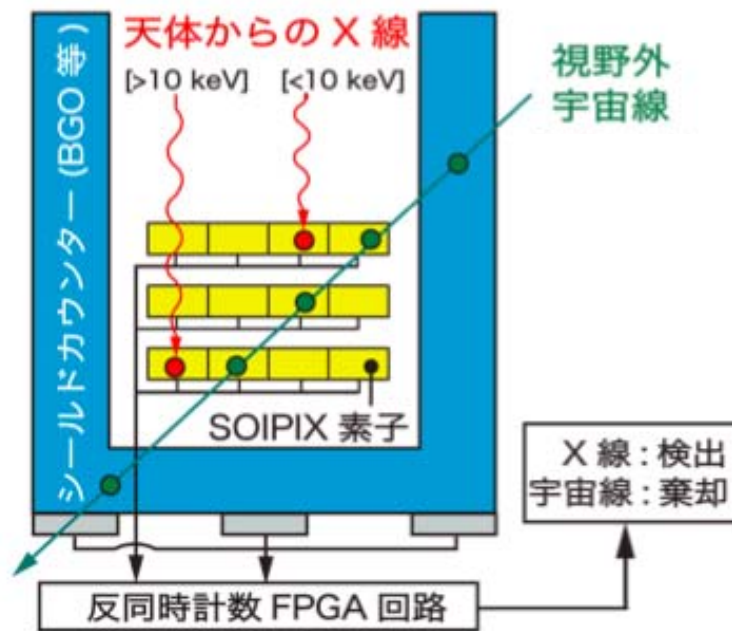 天体からの X 線
[>10 keV] [<10 keV]
視野外
宇宙線
シールドカウンター (BGO 等)
SOIPIX 素子
X 線 : 検出
宇宙線 : 棄却
反同時計数 FPGA 回路